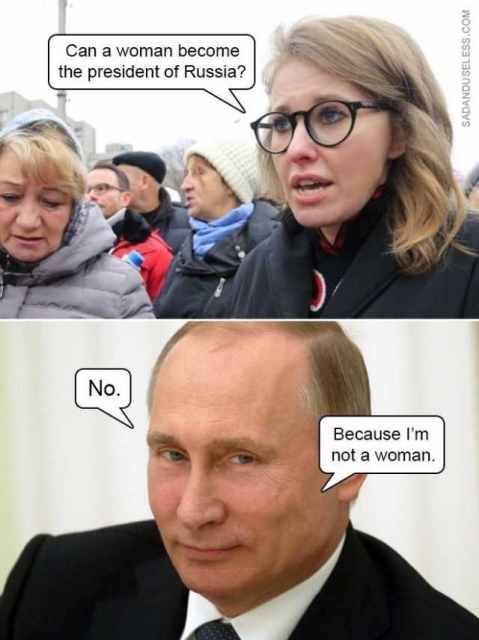 Can a woman become
the president of Russia?
SADANDUSELESS.COM
No.
Because I'm
not a woman.